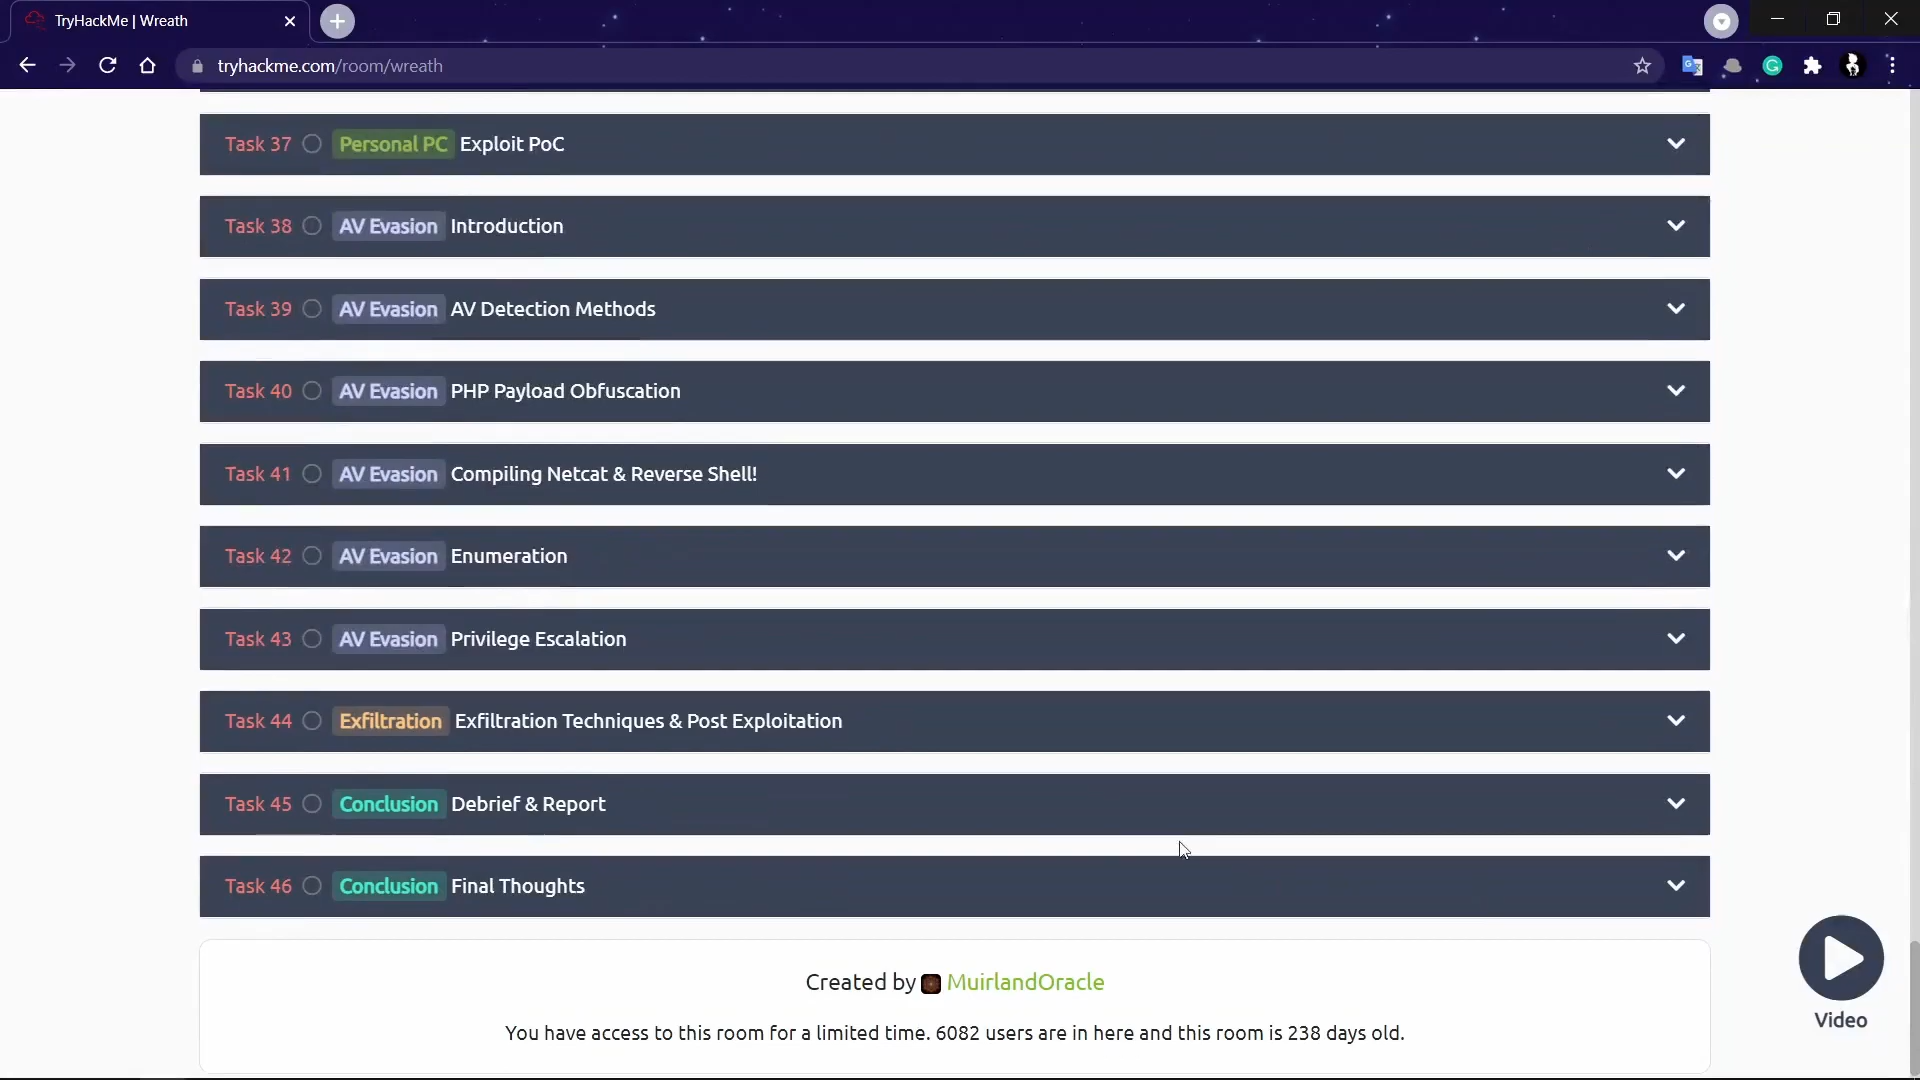 TryHackMe | Wreath
tryhackme.com/room/wreath
Task 37 Personal PC Exploit PoC
Task 38 AV Evasion Introduction
Task 39 AV Evasion AV Detection Methods
Task 40 AV Evasion PHP Payload Obfuscation
Task 41 AV Evasion Compiling Netcat & Reverse Shell!
Task 42 AV Evasion Enumeration
Task 43 AV Evasion Privilege Escalation
Task 44 Exfiltration Exfiltration Techniques & Post Exploitation
Task 45 Conclusion Debrief & Report
Task 46 Conclusion Final Thoughts
Created by MuirlandOracle
You have access to this room for a limited time. 6082 users are in here and this room is 238 days old.
Video